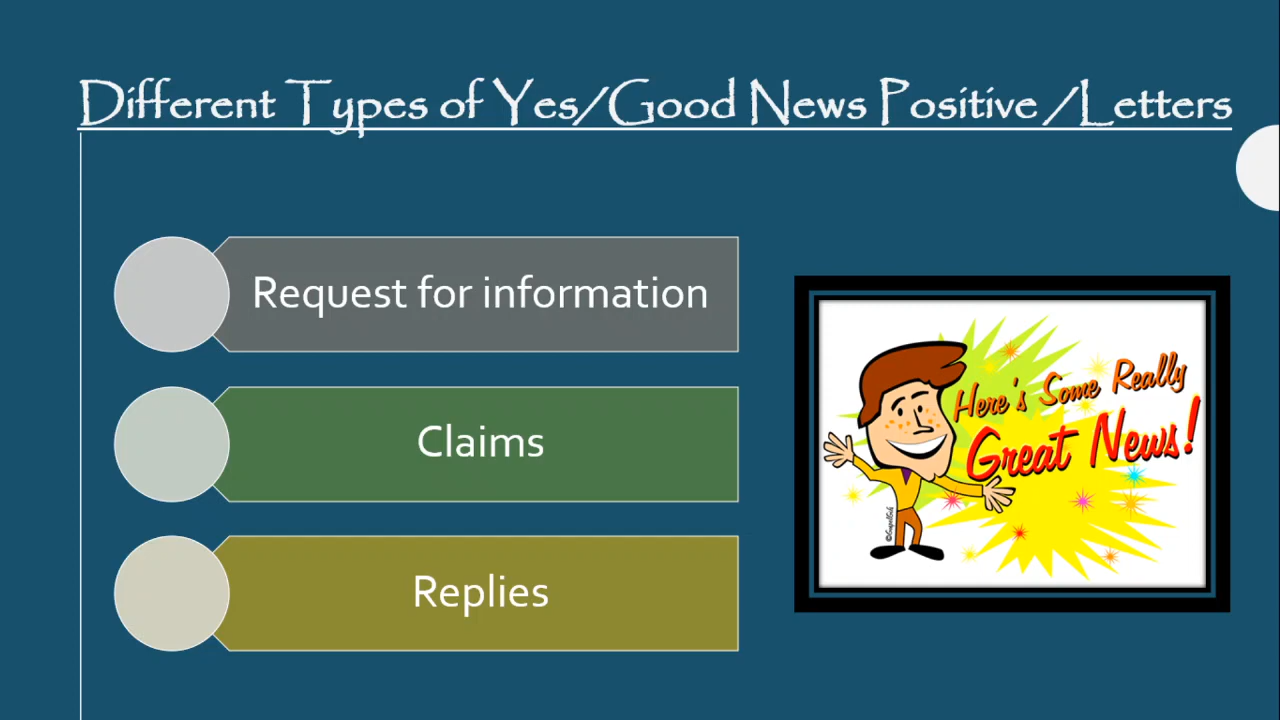 Different Types of Yes/Good News Positive /Letters
Request for information
Claims
Replies
Here's Some Really
Great News!